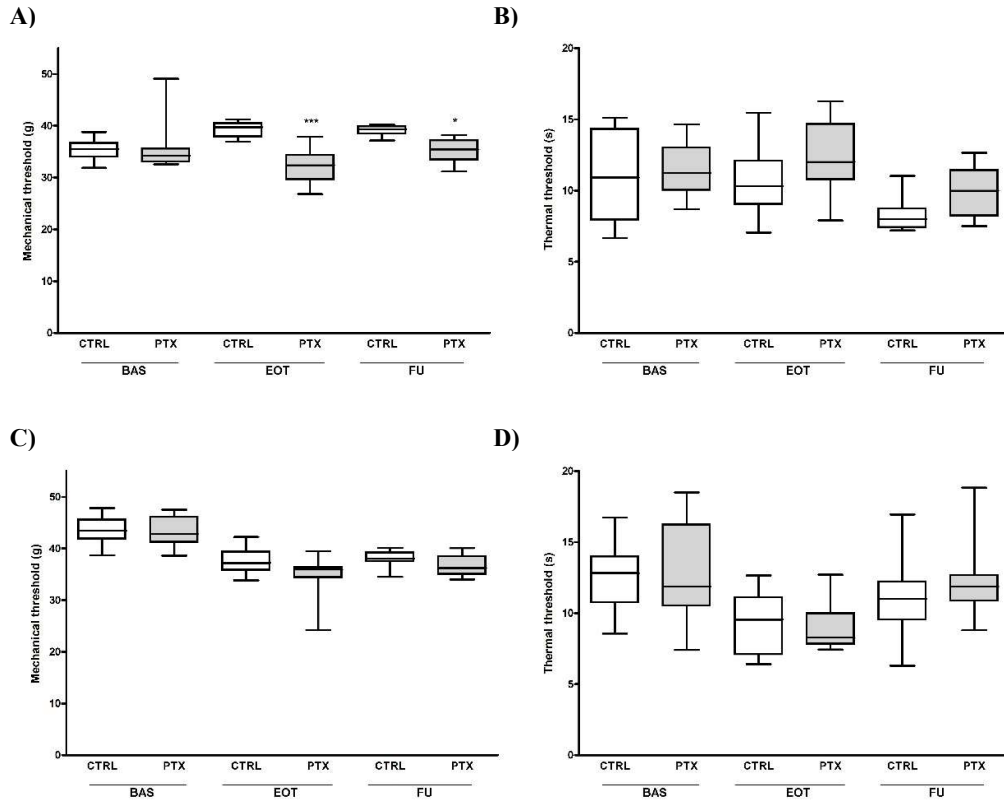 A)
Mechanical threshold (g)
50
40
30
20
10
0
***
*
CTRL PTX CTRL PTX CTRL PTX
BAS EOT FU
B)
Thermal threshold (s)
20
15
10
5
0
CTRL PTX CTRL PTX CTRL PTX
BAS EOT FU
C)
Mechanical threshold (g)
50
40
30
20
10
0
CTRL PTX CTRL PTX CTRL PTX
BAS EOT FU
D)
Thermal threshold (s)
20
15
10
5
0
CTRL PTX CTRL PTX CTRL PTX
BAS EOT FU